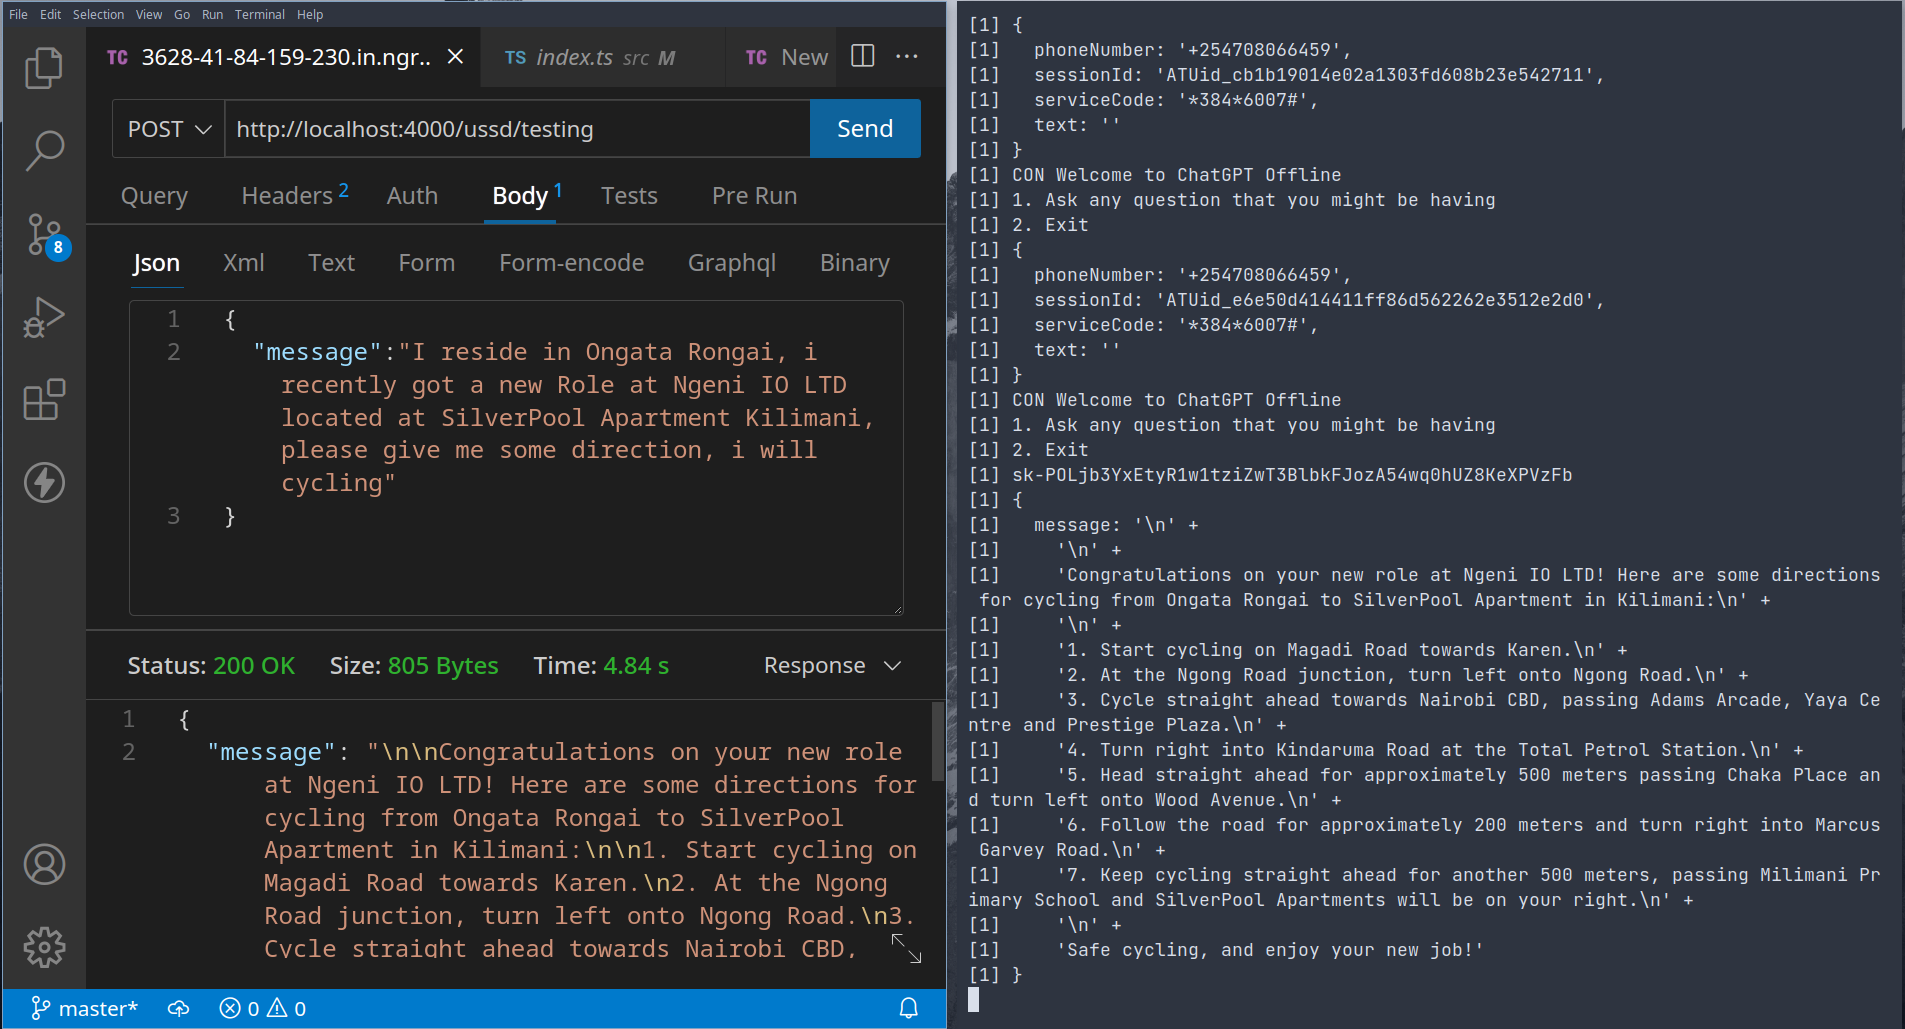 File Edit Selection View Go Run Terminal Help
TC 3628-41-84-159-230.in.ngr..
TS index.ts src M
TC New
POST http://localhost:4000/ussd/testing Send
Query Headers 2 Auth Body 1 Tests Pre Run
Json Xml Text Form Form-encode Graphql Binary
8
1 {
2 "message":"I reside in Ongata Rongai, i
recently got a new Role at Ngeni IO LTD
located at SilverPool Apartment Kilimani,
please give me some direction, i will
cycling"
3 }
Status: 200 OK Size: 805 Bytes Time: 4.84 s Response
1 {
2 "message": "\n\nCongratulations on your new role
at Ngeni IO LTD! Here are some directions for
cycling from Ongata Rongai to SilverPool
Apartment in Kilimani:\n\n1. Start cycling on
Magadi Road towards Karen.\n2. At the Ngong
Road junction, turn left onto Ngong Road.\n3.
Cycle straight ahead towards Nairobi CBD,
master* 0 0
[1] {
[1] phoneNumber: '+254708066459',
[1] sessionId: 'ATUid_cb1b19014e02a1303fd608b23e542711',
[1] serviceCode: '*384*6007#',
[1] text: ''
[1] }
[1] CON Welcome to ChatGPT Offline
[1] 1. Ask any question that you might be having
[1] 2. Exit
[1] {
[1] phoneNumber: '+254708066459',
[1] sessionId: 'ATUid_e6e50d414411ff86d562262e3512e2d0',
[1] serviceCode: '*384*6007#',
[1] text: ''
[1] }
[1] CON Welcome to ChatGPT Offline
[1] 1. Ask any question that you might be having
[1] 2. Exit
[1] 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
[1] {
[1] message: '\n' +
[1] '\n' +
[1] 'Congratulations on your new role at Ngeni IO LTD! Here are some directions
for cycling from Ongata Rongai to SilverPool Apartment in Kilimani:\n' +
[1] '\n' +
[1] '1. Start cycling on Magadi Road towards Karen.\n' +
[1] '2. At the Ngong Road junction, turn left onto Ngong Road.\n' +
[1] '3. Cycle straight ahead towards Nairobi CBD, passing Adams Arcade, Yaya Ce
ntre and Prestige Plaza.\n' +
[1] '4. Turn right into Kindaruma Road at the Total Petrol Station.\n' +
[1] '5. Head straight ahead for approximately 500 meters passing Chaka Place an
d turn left onto Wood Avenue.\n' +
[1] '6. Follow the road for approximately 200 meters and turn right into Marcus
Garvey Road.\n' +
[1] '7. Keep cycling straight ahead for another 500 meters, passing Milimani Pr
imary School and SilverPool Apartments will be on your right.\n' +
[1] '\n' +
[1] 'Safe cycling, and enjoy your new job!'
[1] }